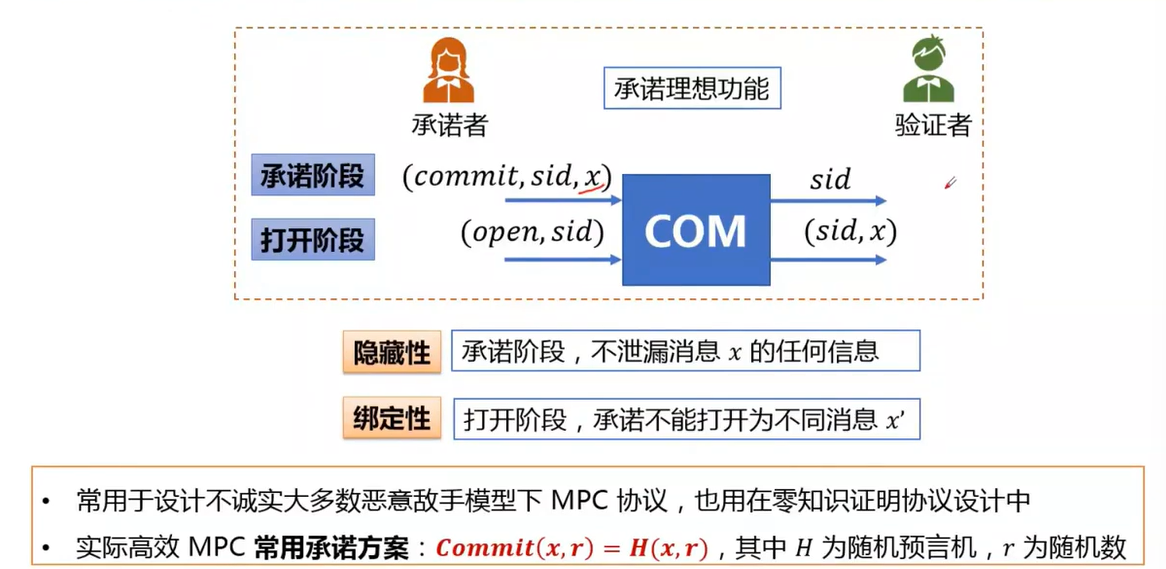 承诺理想功能
承诺者
验证者
承诺阶段
(commit, sid, x)
sid
打开阶段
(open, sid)
COM
(sid, x)
隐藏性
承诺阶段，不泄漏消息 x 的任何信息
绑定性
打开阶段，承诺不能打开为不同消息 x’
• 常用于设计不诚实大多数恶意敌手模型下 MPC 协议，也用在零知识证明协议设计中
• 实际高效 MPC 常用承诺方案：Commit(x, r) = H(x, r)，其中 H 为随机预言机，r 为随机数